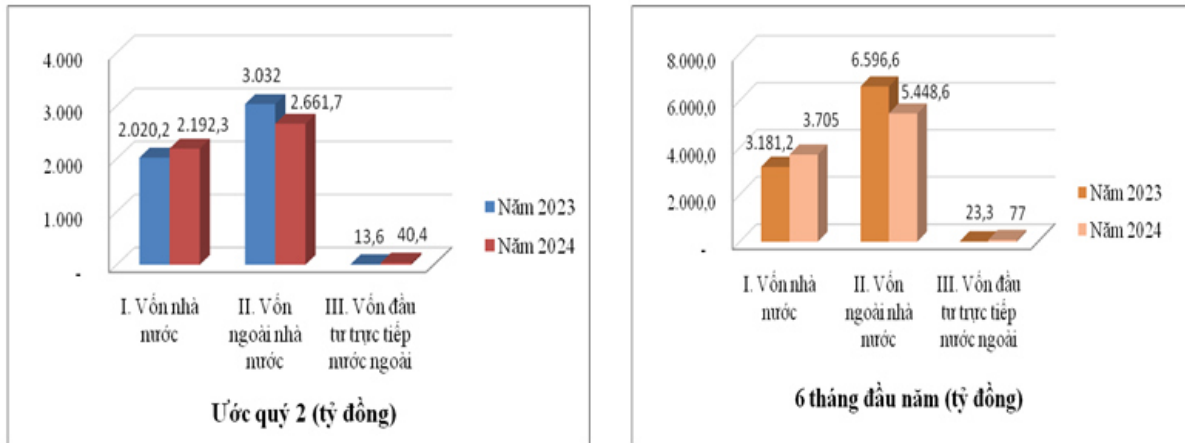 4.000
3.000
2.000
1.000
-
2.020,2
2.192,3
3.032
2.661,7
13,6
40,4
Năm 2023
Năm 2024
I. Vốn nhà
nước
II. Vốn
ngoài nhà
nước
III. Vốn đầu
tư trực tiếp
nước ngoài
Ước quý 2 (tỷ đồng)
8.000,0
6.000,0
4.000,0
2.000,0
-
3.181,2
3.705
6.596,6
5.448,6
23,3
77
Năm 2023
Năm 2024
I. Vốn nhà
nước
II. Vốn
ngoài nhà
nước
III. Vốn đầu
tư trực tiếp
nước ngoài
6 tháng đầu năm (tỷ đồng)